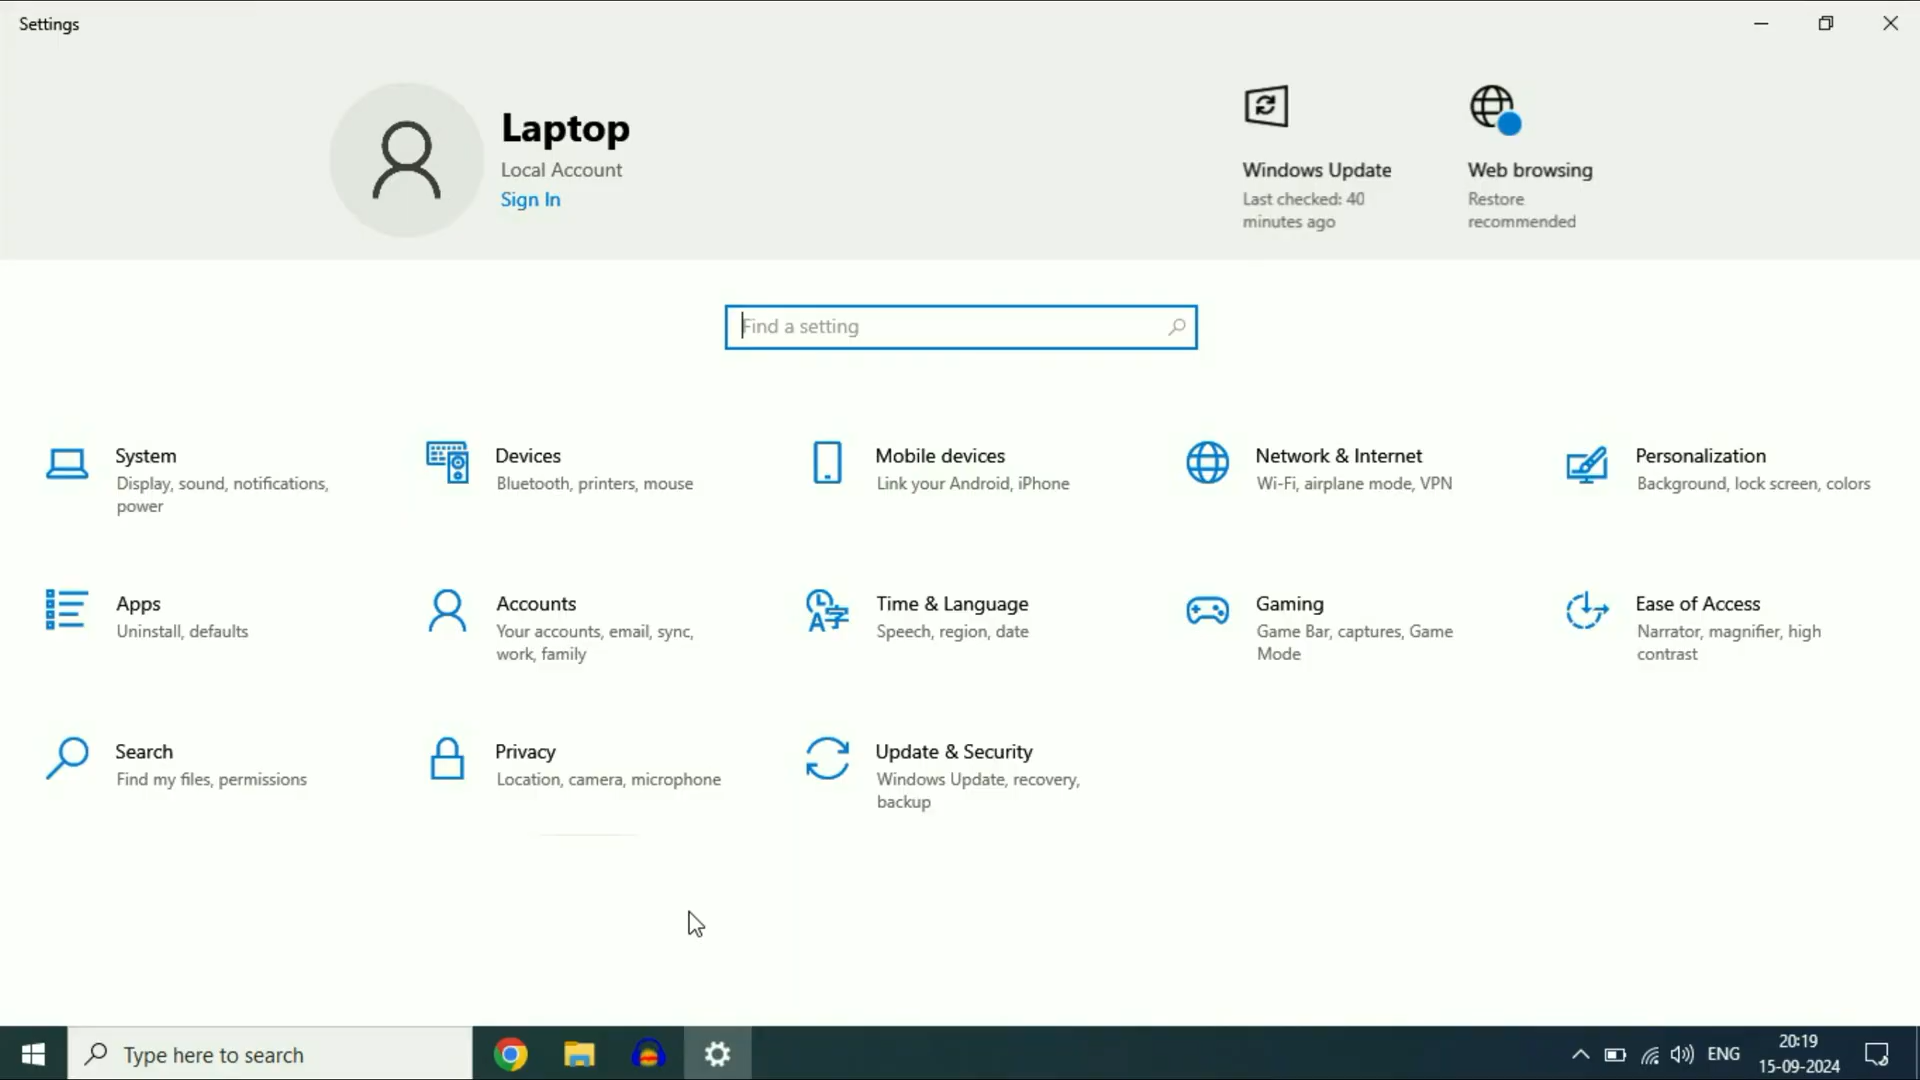 Settings
Laptop
Local Account
Sign In
Windows Update
Last checked: 40
minutes ago
Web browsing
Restore
recommended
Find a setting
System
Display, sound, notifications,
power
Devices
Bluetooth, printers, mouse
Mobile devices
Link your Android, iPhone
Network & Internet
Wi-Fi, airplane mode, VPN
Personalization
Background, lock screen, colors
Apps
Uninstall, defaults
Accounts
Your accounts, email, sync,
work, family
Time & Language
Speech, region, date
Gaming
Game Bar, captures, Game
Mode
Ease of Access
Narrator, magnifier, high
contrast
Search
Find my files, permissions
Privacy
Location, camera, microphone
Update & Security
Windows Update, recovery,
backup
Type here to search
ENG
20:19
15-09-2024